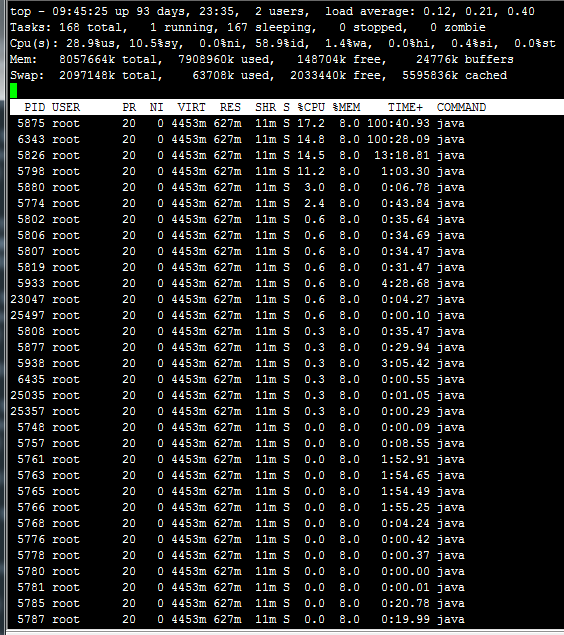 top - 09:45:25 up 93 days, 23:35,  2 users,  load average: 0.12, 0.21, 0.40
Tasks: 168 total,   1 running, 167 sleeping,   0 stopped,   0 zombie
Cpu(s): 28.9%us, 10.5%sy,  0.0%ni, 58.9%id,  1.4%wa,  0.0%hi,  0.4%si,  0.0%st
Mem:   8057664k total,  7908960k used,   148704k free,    24776k buffers
Swap:  2097148k total,    63708k used,  2033440k free,  5595836k cached
PID USER      PR  NI  VIRT  RES  SHR S %CPU %MEM    TIME+  COMMAND
5875 root      20   0 4453m 627m  11m S 17.2  8.0 100:40.93 java
6343 root      20   0 4453m 627m  11m S 14.8  8.0 100:28.09 java
5826 root      20   0 4453m 627m  11m S 14.5  8.0  13:18.81 java
5798 root      20   0 4453m 627m  11m S 11.2  8.0   1:03.30 java
5880 root      20   0 4453m 627m  11m S  3.0  8.0   0:06.78 java
5774 root      20   0 4453m 627m  11m S  2.4  8.0   0:43.84 java
5802 root      20   0 4453m 627m  11m S  0.6  8.0   0:35.64 java
5806 root      20   0 4453m 627m  11m S  0.6  8.0   0:34.69 java
5807 root      20   0 4453m 627m  11m S  0.6  8.0   0:34.47 java
5819 root      20   0 4453m 627m  11m S  0.6  8.0   0:31.47 java
5933 root      20   0 4453m 627m  11m S  0.6  8.0   4:28.68 java
23047 root      20   0 4453m 627m  11m S  0.6  8.0   0:04.27 java
25497 root      20   0 4453m 627m  11m S  0.6  8.0   0:00.10 java
5808 root      20   0 4453m 627m  11m S  0.3  8.0   0:35.47 java
5877 root      20   0 4453m 627m  11m S  0.3  8.0   0:29.94 java
5938 root      20   0 4453m 627m  11m S  0.3  8.0   3:05.42 java
6435 root      20   0 4453m 627m  11m S  0.3  8.0   0:00.55 java
25035 root      20   0 4453m 627m  11m S  0.3  8.0   0:01.05 java
25357 root      20   0 4453m 627m  11m S  0.3  8.0   0:00.29 java
5748 root      20   0 4453m 627m  11m S  0.0  8.0   0:00.09 java
5757 root      20   0 4453m 627m  11m S  0.0  8.0   0:08.55 java
5761 root      20   0 4453m 627m  11m S  0.0  8.0   1:52.91 java
5763 root      20   0 4453m 627m  11m S  0.0  8.0   1:54.65 java
5765 root      20   0 4453m 627m  11m S  0.0  8.0   1:54.49 java
5766 root      20   0 4453m 627m  11m S  0.0  8.0   1:55.25 java
5768 root      20   0 4453m 627m  11m S  0.0  8.0   0:04.24 java
5776 root      20   0 4453m 627m  11m S  0.0  8.0   0:00.42 java
5778 root      20   0 4453m 627m  11m S  0.0  8.0   0:00.37 java
5780 root      20   0 4453m 627m  11m S  0.0  8.0   0:00.00 java
5781 root      20   0 4453m 627m  11m S  0.0  8.0   0:00.01 java
5785 root      20   0 4453m 627m  11m S  0.0  8.0   0:20.78 java
5787 root      20   0 4453m 627m  11m S  0.0  8.0   0:19.99 java